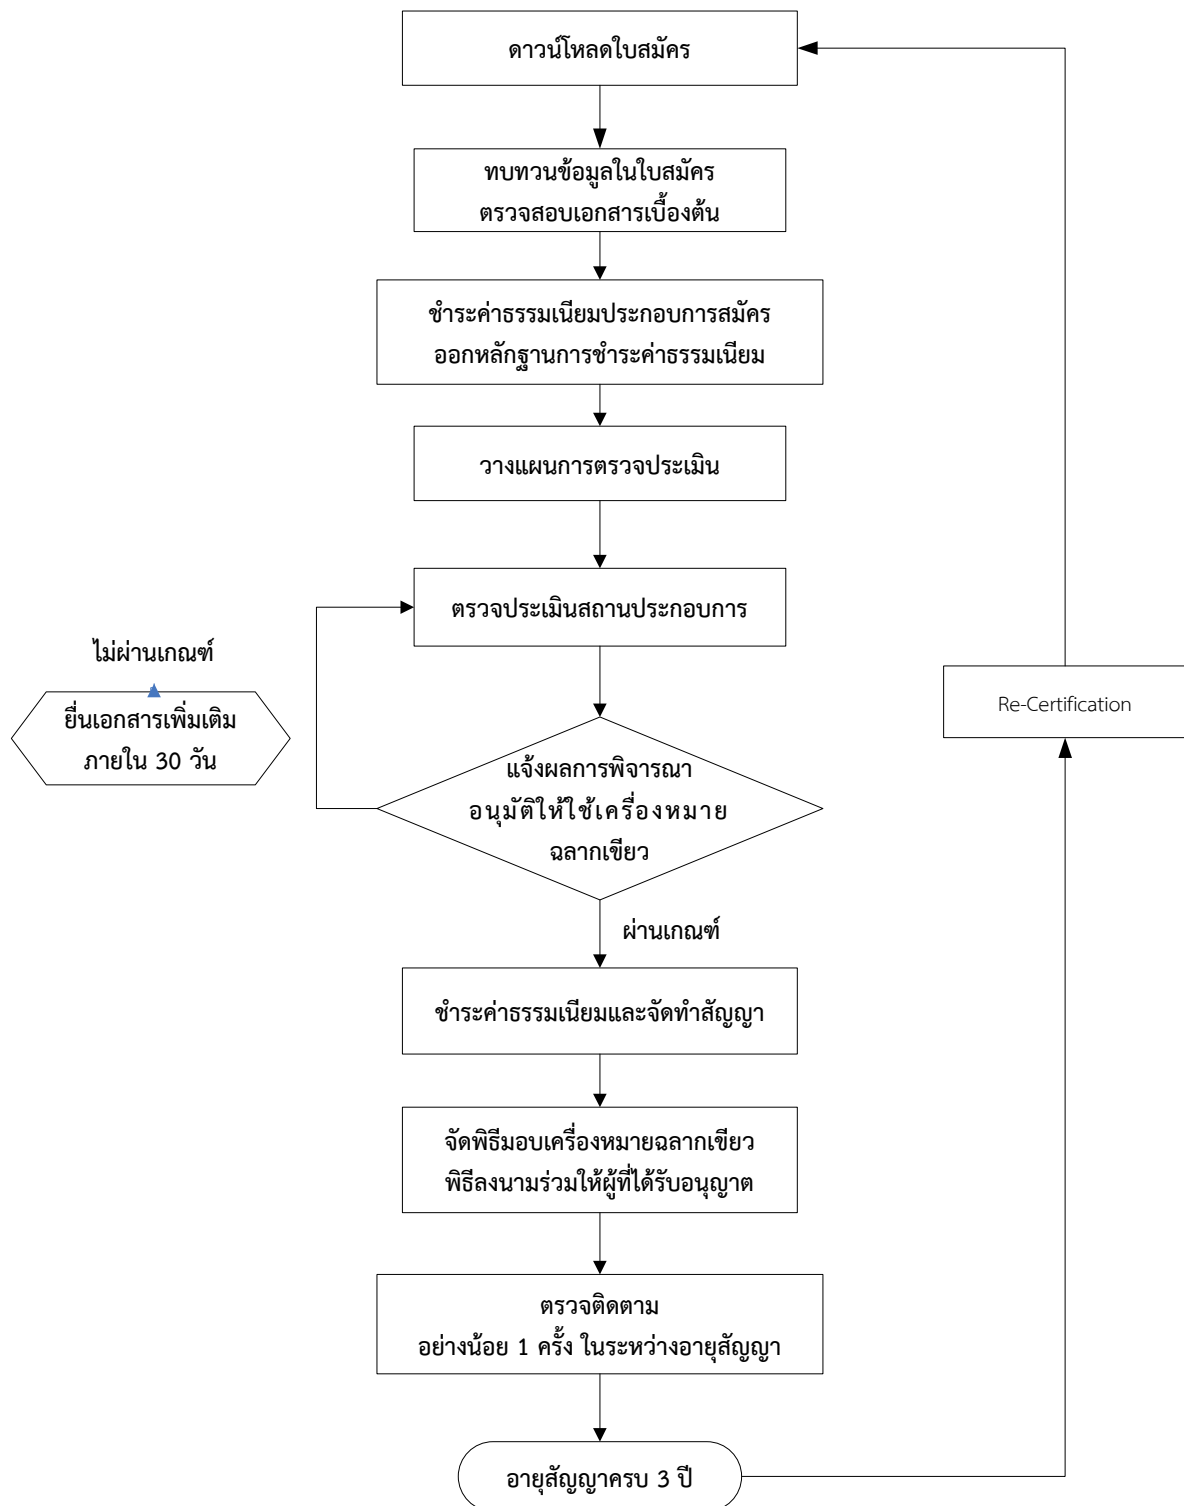 ดาวน์โหลดใบสมัคร
ทบทวนข้อมูลในใบสมัคร
ตรวจสอบเอกสารเบื้องต้น
ชำระค่าธรรมเนียมประกอบการสมัคร
ออกหลักฐานการชำระค่าธรรมเนียม
วางแผนการตรวจประเมิน
ตรวจประเมินสถานประกอบการ
ไม่ผ่านเกณฑ์
ยื่นเอกสารเพิ่มเติม
ภายใน 30 วัน
Re-Certification
แจ้งผลการพิจารณา
อนุมัติให้ใช้เครื่องหมาย
ฉลากเขียว
ผ่านเกณฑ์
ชำระค่าธรรมเนียมและจัดทำสัญญา
จัดพิธีมอบเครื่องหมายฉลากเขียว
พิธีลงนามร่วมให้ผู้ที่ได้รับอนุญาต
ตรวจติดตาม
อย่างน้อย 1 ครั้ง ในระหว่างอายุสัญญา
อายุสัญญาครบ 3 ปี